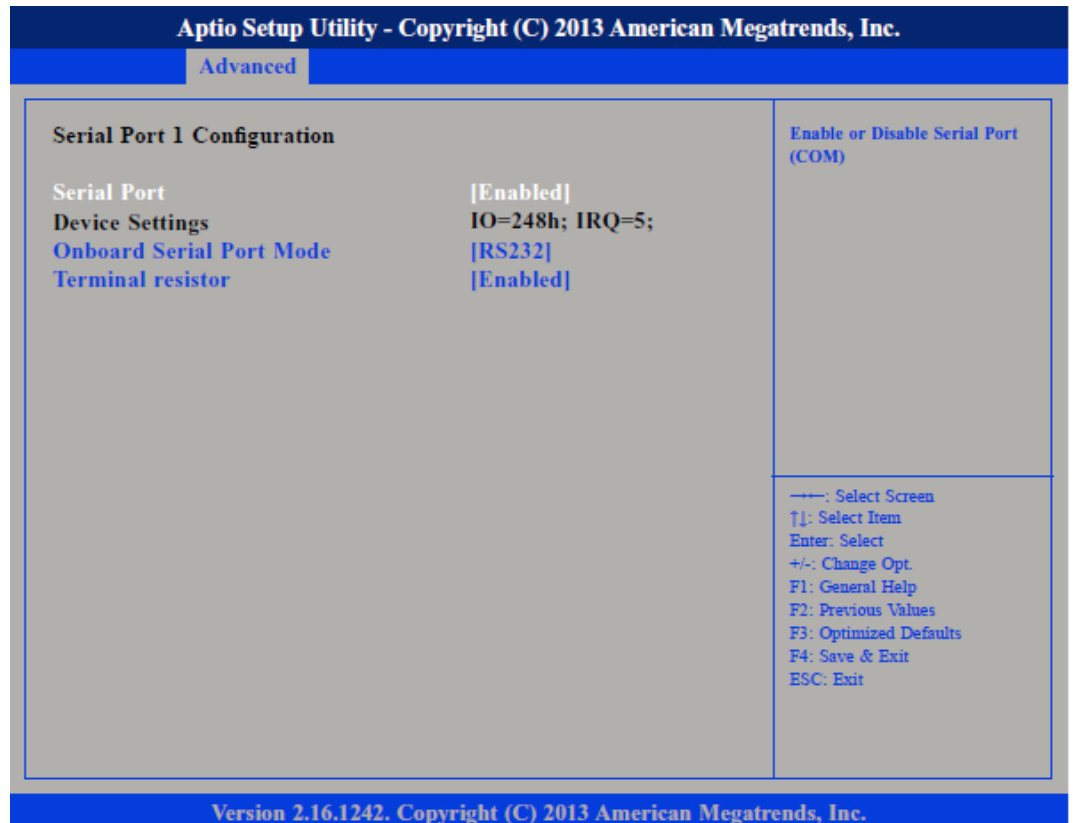 Aptio Setup Utility - Copyright (C) 2013 American Megatrends, Inc.
Advanced
Serial Port 1 Configuration
Serial Port [Enabled]
Device Settings IO=248h; IRQ=5;
Onboard Serial Port Mode [RS232]
Terminal resistor [Enabled]
Enable or Disable Serial Port
(COM)
→←: Select Screen
↑↓: Select Item
Enter: Select
+/-: Change Opt.
F1: General Help
F2: Previous Values
F3: Optimized Defaults
F4: Save & Exit
ESC: Exit
Version 2.16.1242. Copyright (C) 2013 American Megatrends, Inc.